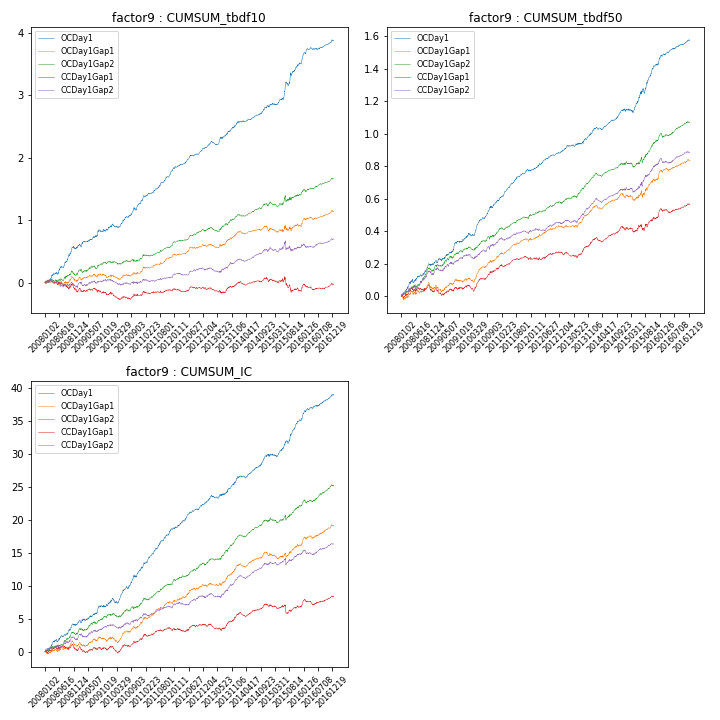 factor9 : CUMSUM_tbdf10
4
3
2
1
0
OCDay1
OCDay1Gap1
OCDay1Gap2
CCDay1Gap1
CCDay1Gap2
20080102 20080616 20081124 20090507 20091019 20100329 20100903 20110223 20110801 20120111 20120627 20121204 20130523 20131106 20140417 20140923 20150311 20150814 20160126 20160708 20161219
factor9 : CUMSUM_tbdf50
1.6
1.4
1.2
1.0
0.8
0.6
0.4
0.2
0.0
OCDay1
OCDay1Gap1
OCDay1Gap2
CCDay1Gap1
CCDay1Gap2
20080102 20080616 20081124 20090507 20091019 20100329 20100903 20110223 20110801 20120111 20120627 20121204 20130523 20131106 20140417 20140923 20150311 20150814 20160126 20160708 20161219
factor9 : CUMSUM_IC
40
35
30
25
20
15
10
5
0
OCDay1
OCDay1Gap1
OCDay1Gap2
CCDay1Gap1
CCDay1Gap2
20080102 20080616 20081124 20090507 20091019 20100329 20100903 20110223 20110801 20120111 20120627 20121204 20130523 20131106 20140417 20140923 20150311 20150814 20160126 20160708 20161219